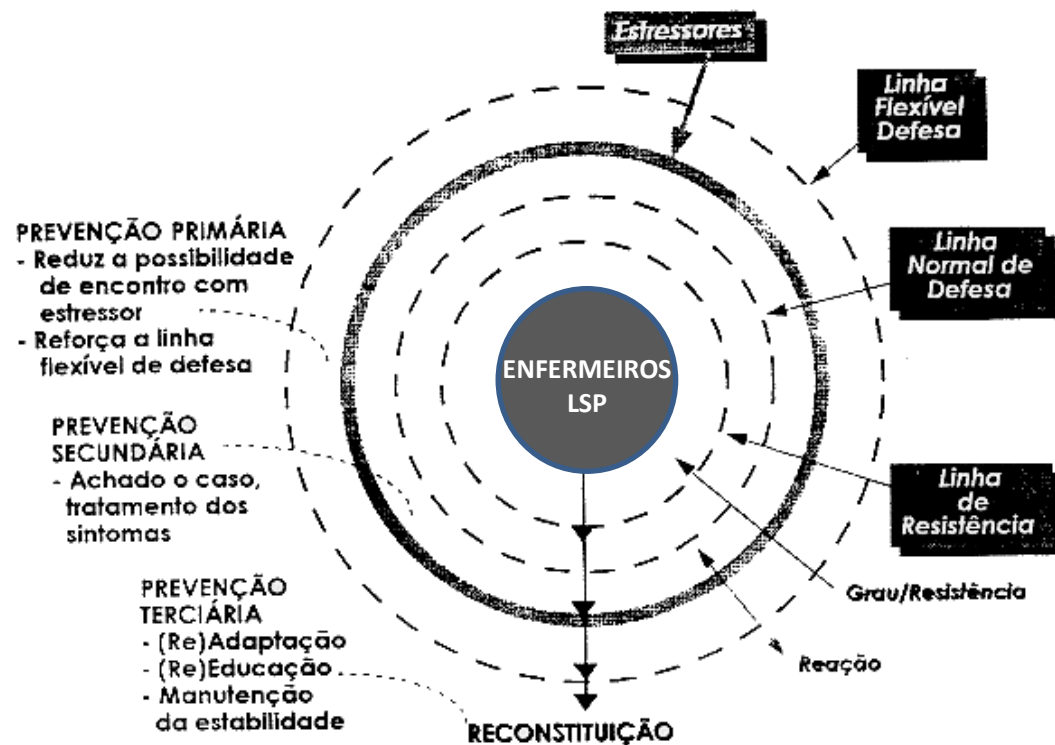 Estressores
Linha
Flexível
Defesa
PREVENÇÃO PRIMÁRIA
- Reduz a possibilidade
de encontro com
estressor
- Reforça a linha
flexível de defesa
Linha
Normal de
Defesa
ENFERMEIROS
LSP
PREVENÇÃO
SECUNDÁRIA
- Achado o caso,
tratamento dos
sintomas
Linha
de
Resistência
PREVENÇÃO
TERCIÁRIA
- (Re)Adaptação
- (Re)Educação
- Manutenção
da estabilidade
Grau/Resistência
Reação
RECONSTITUIÇÃO